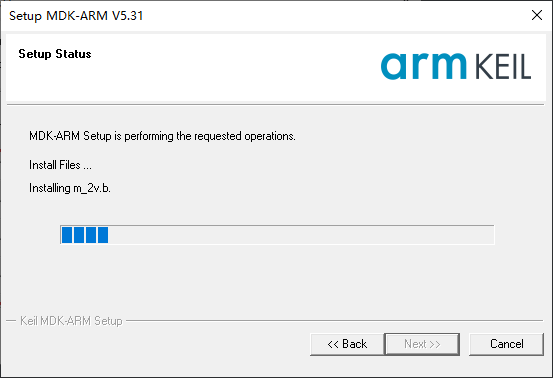 Setup MDK-ARM V5.31
Setup Status
arm KEIL
MDK-ARM Setup is performing the requested operations.
Install Files ...
Installing m_2v.b.
Keil MDK-ARM Setup
<< Back
Next >>
Cancel